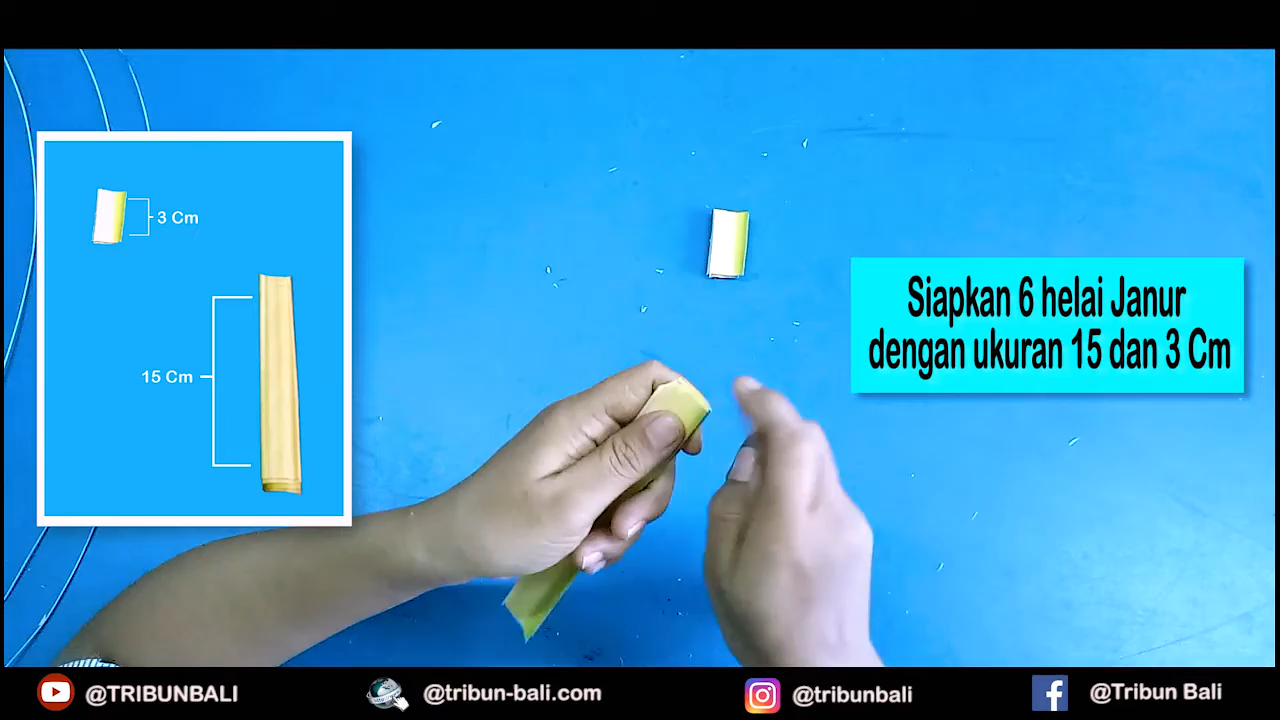 3 Cm
15 Cm
Siapkan 6 helai Janur
dengan ukuran 15 dan 3 Cm
@TRIBUNBALI
@tribun-bali.com
@tribunbali
@Tribun Bali